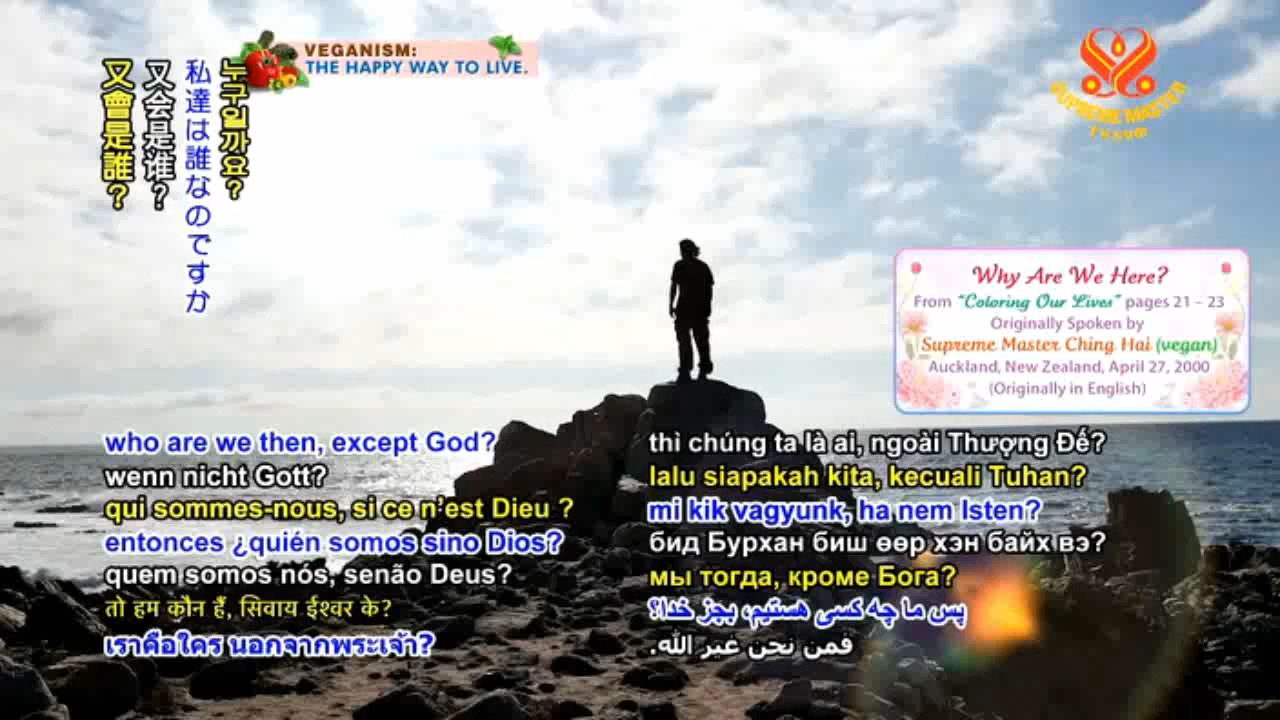 VEGANISM:
THE HAPPY WAY TO LIVE.
SUPREME MASTER
TV.COM
누구일까요?
私達は誰なのですか
又会是谁？
又會是誰？
Why Are We Here?
From “Coloring Our Lives” pages 21 - 23
Originally Spoken by
Supreme Master Ching Hai (vegan)
Auckland, New Zealand, April 27, 2000
(Originally in English)
who are we then, except God?
wenn nicht Gott?
qui sommes-nous, si ce n’est Dieu ?
entonces ¿quién somos sino Dios?
quem somos nós, senão Deus?
तो हम कौन हैं, सिवाय ईश्वर के?
เราคือใคร นอกจากพระเจ้า?
thì chúng ta là ai, ngoài Thượng Đế?
lalu siapakah kita, kecuali Tuhan?
mi kik vagyunk, ha nem Isten?
бид Бурхан биш өөр хэн байх вэ?
мы тогда, кроме Бога?
پس ما چه کسی هستیم، بجز خدا؟
فمن نحن غير الله.